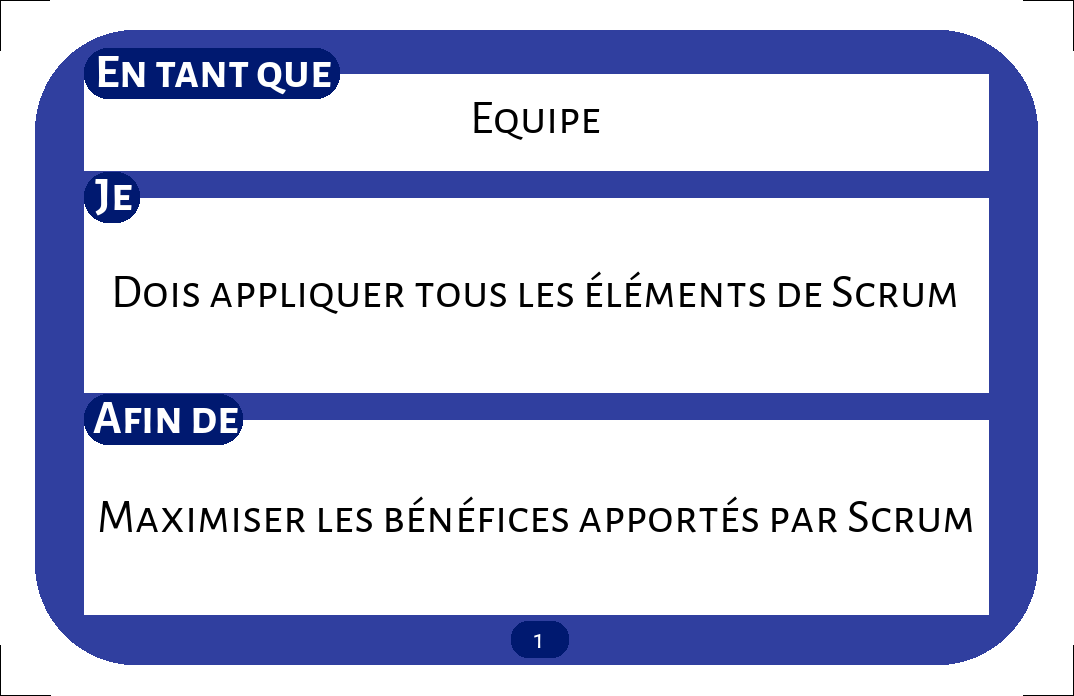 En tant que
Equipe
Je
Dois appliquer tous les éléments de Scrum
Afin de
Maximiser les bénéfices apportés par Scrum
1